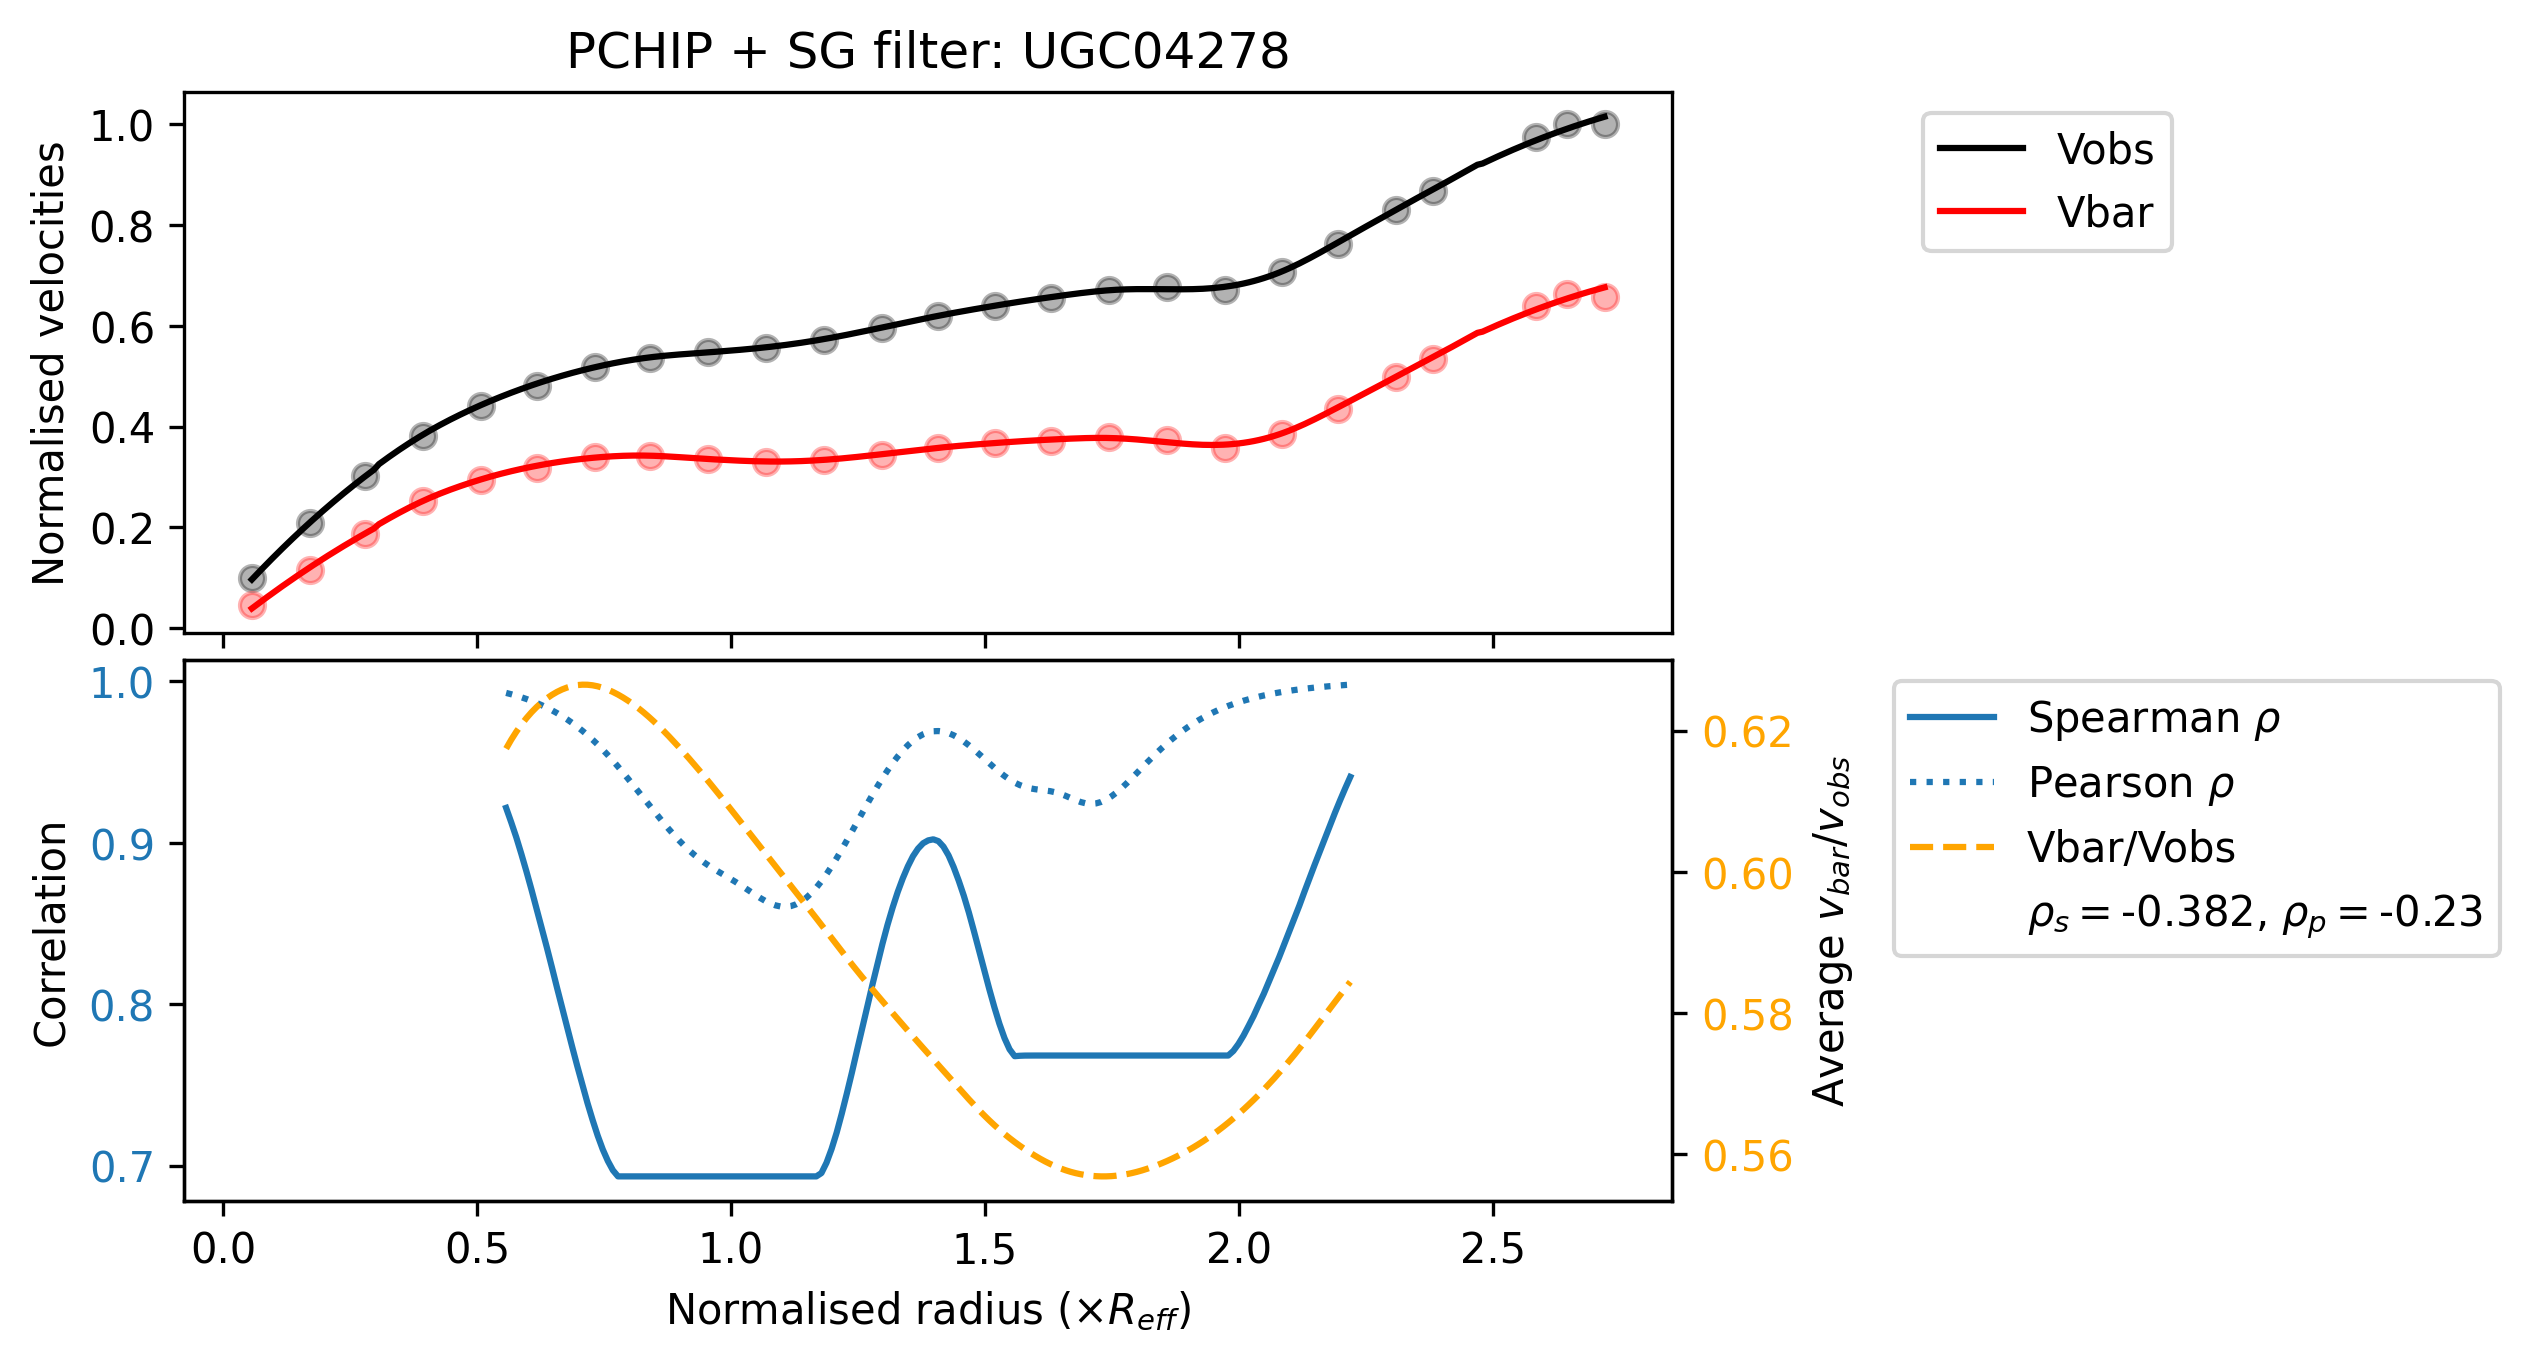 PCHIP + SG filter: UGC04278
Normalised velocities
1.0
0.8
0.6
0.4
0.2
0.0
Vobs
Vbar
Correlation
1.0
0.9
0.8
0.7
0.62
0.60
0.58
0.56
Average v_bar/v_obs
Spearman ρ
Pearson ρ
Vbar/Vobs
ρ_s = -0.382, ρ_p = -0.23
0.0 0.5 1.0 1.5 2.0 2.5
Normalised radius (×R_eff)